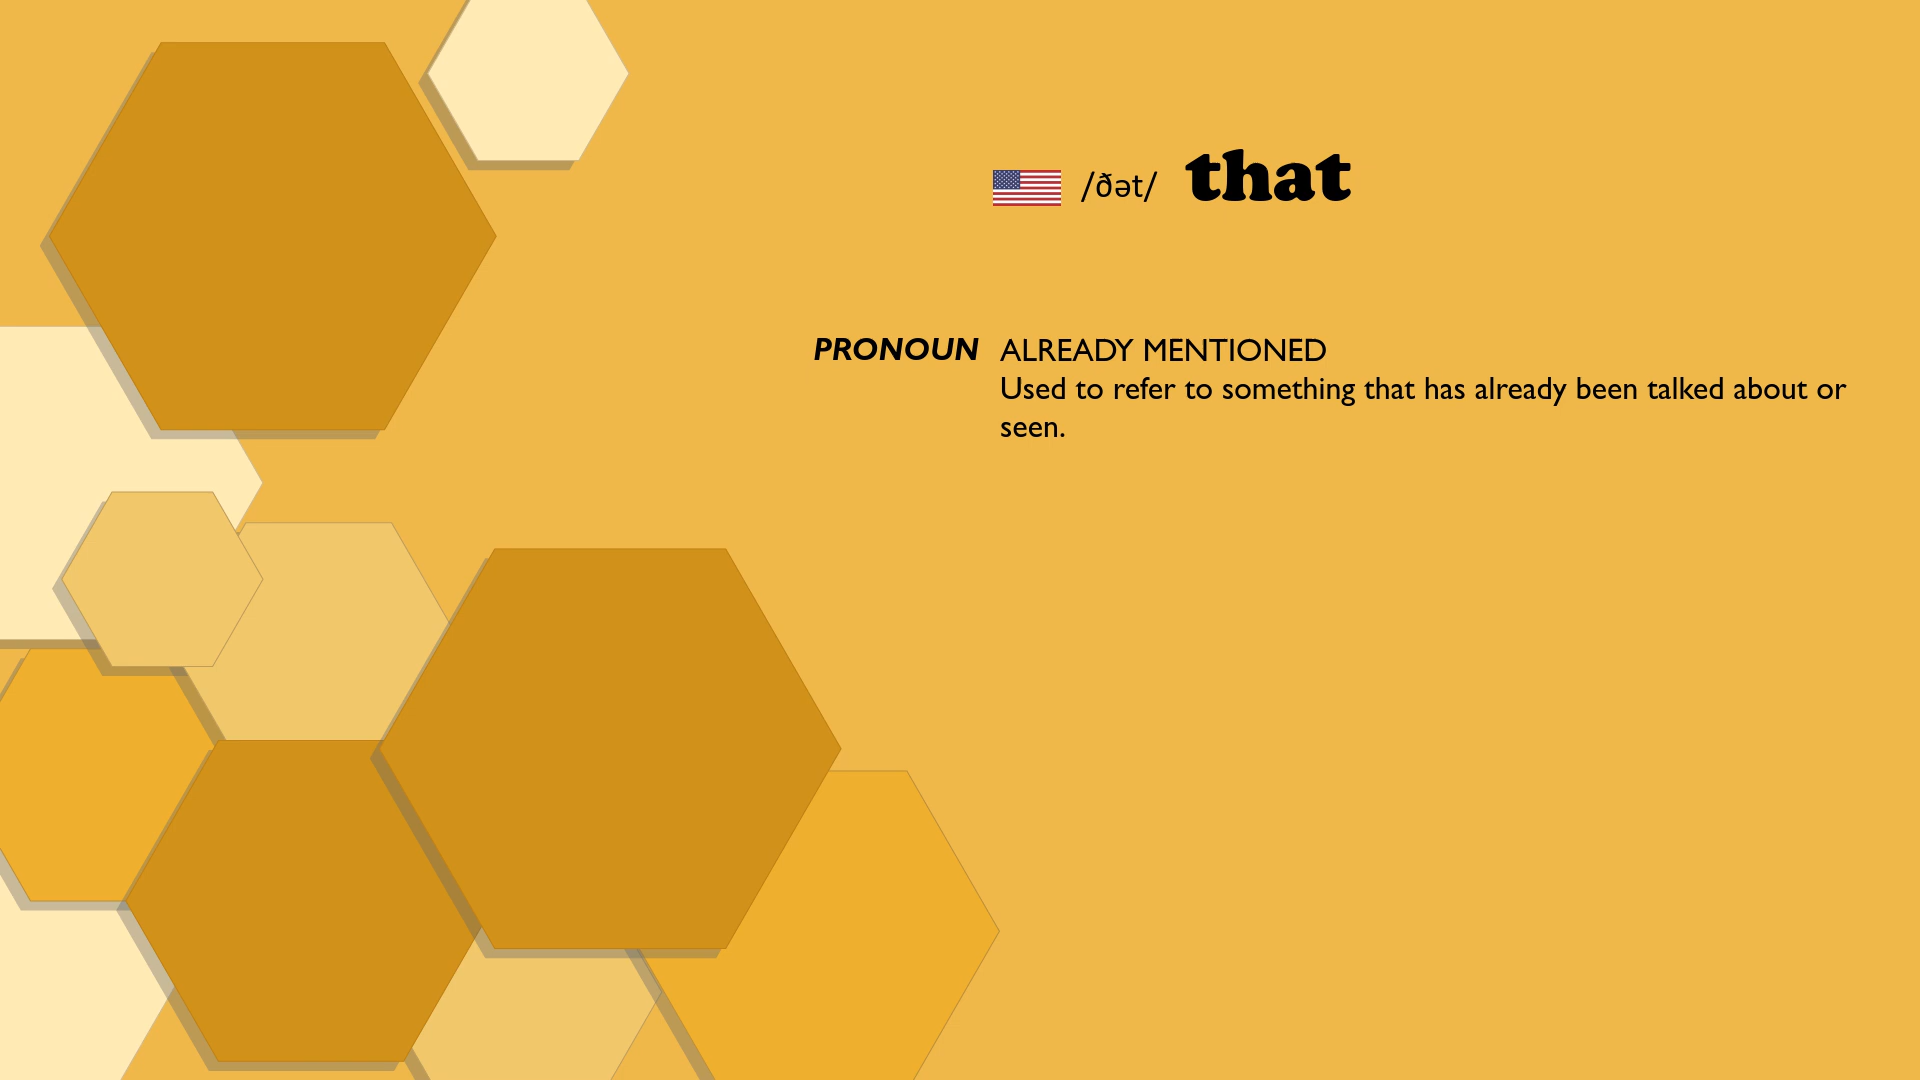 /ðət/ that
PRONOUN ALREADY MENTIONED
Used to refer to something that has already been talked about or
seen.